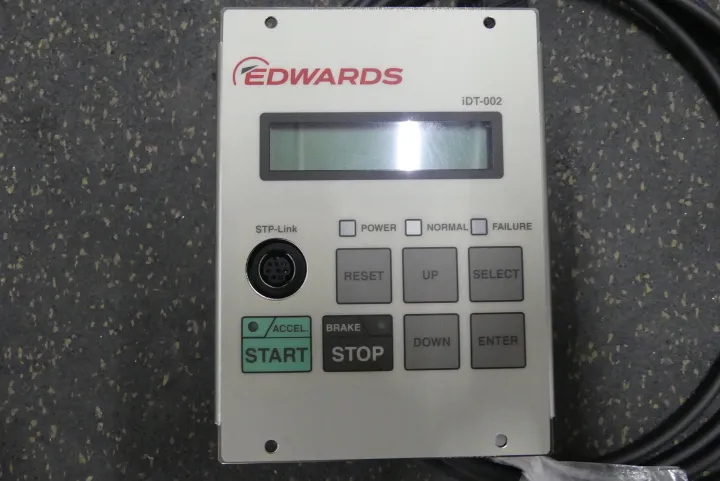 EDWARDS
iDT-002
STP-Link
POWER NORMAL FAILURE
RESET UP SELECT
ACCEL. BRAKE
START STOP DOWN ENTER